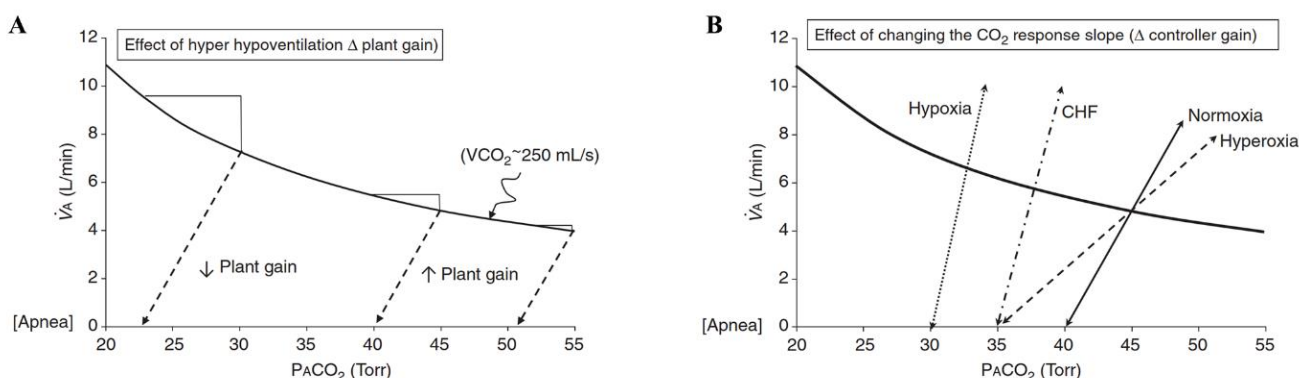 A
Effect of hyper hypoventilation Δ plant gain)
12
10
8
6
4
2
[Apnea] 0
V̇A (L/min)
(VCO2~250 mL/s)
↓ Plant gain
↑ Plant gain
20 25 30 35 40 45 50 55
PACO2 (Torr)
B
Effect of changing the CO2 response slope (Δ controller gain)
12
10
8
6
4
2
[Apnea] 0
V̇A (L/min)
Hypoxia
CHF
Normoxia
Hyperoxia
20 25 30 35 40 45 50 55
PACO2 (Torr)